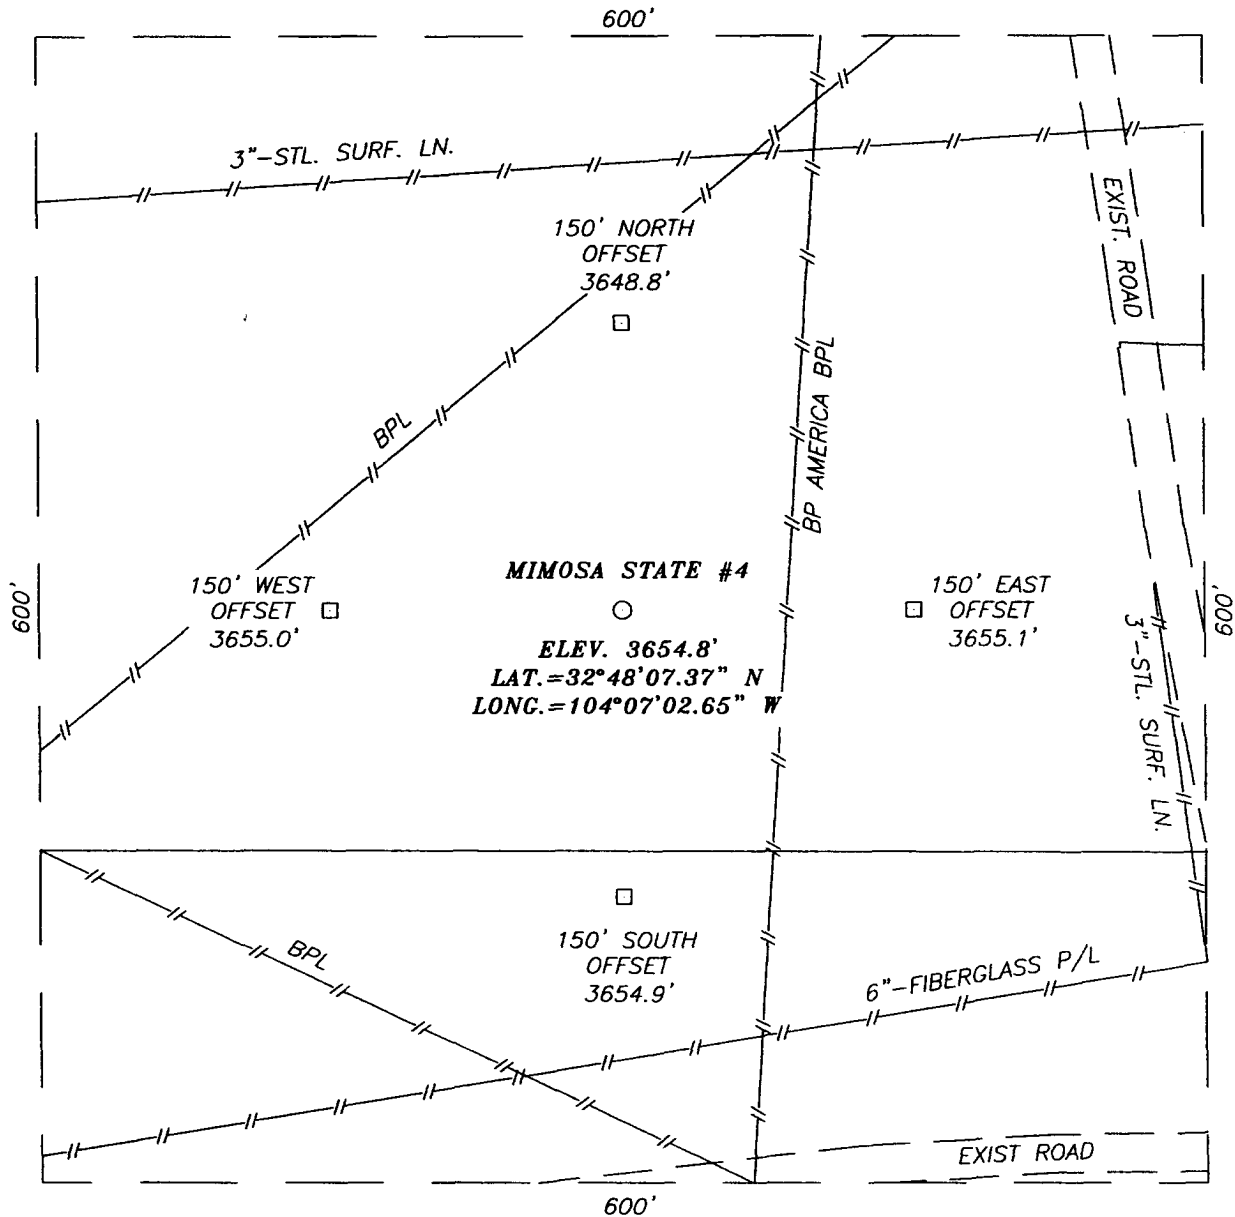 600'
3"-STL. SURF. LN.
150' NORTH
OFFSET
3648.8'
EXIST. ROAD
BP AMERICA BPL
BPL
MIMOSA STATE #4
150' WEST
OFFSET
3655.0'
150' EAST
OFFSET
3655.1'
600'
600'
ELEV. 3654.8'
LAT.=32°48'07.37" N
LONG.=104°07'02.65" W
3"-STL. SURF. LN.
150' SOUTH
OFFSET
3654.9'
BPL
6"-FIBERGLASS P/L
EXIST ROAD
600'